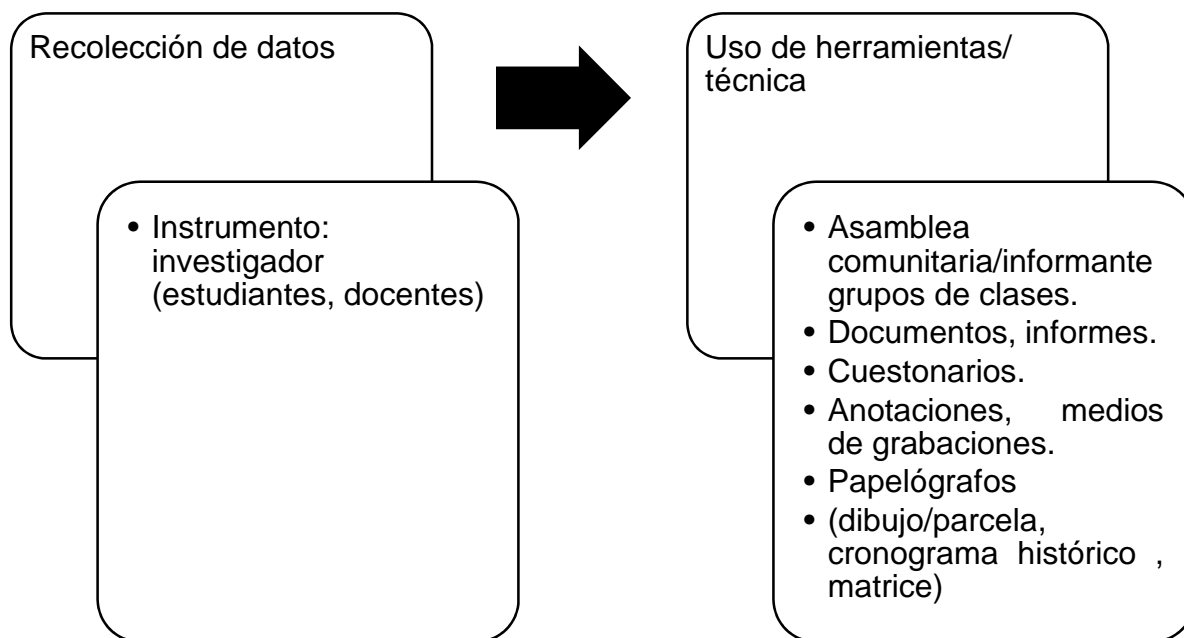 Recolección de datos
• Instrumento:
investigador
(estudiantes, docentes)
Uso de herramientas/
técnica
• Asamblea
comunitaria/informante
grupos de clases.
• Documentos, informes.
• Cuestonarios.
• Anotaciones, medios
de grabaciones.
• Papelógrafos
• (dibujo/parcela,
cronograma histórico ,
matrice)